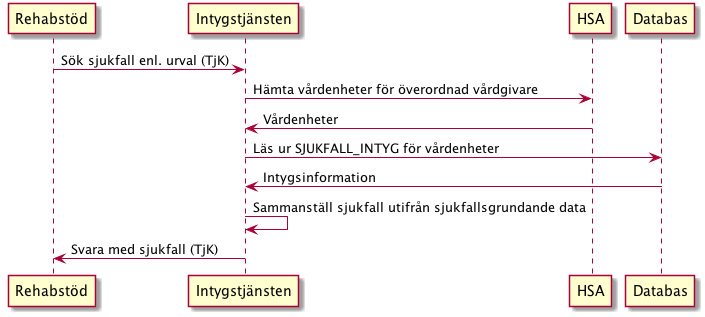 Rehabstöd Intygstjänsten HSA Databas
Sök sjukfall enl. urval (TjK)
Hämta vårdenheter för överordnad vårdgivare
Vårdenheter
Läs ur SJUKFALL_INTYG för vårdenheter
Intygsinformation
Sammanställ sjukfall utifrån sjukfallsgrundande data
Svara med sjukfall (TjK)
Rehabstöd Intygstjänsten HSA Databas